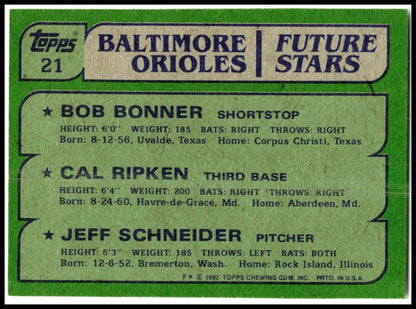 topps®
21
BALTIMORE
ORIOLES
FUTURE
STARS
★ BOB BONNER SHORTSTOP
HEIGHT: 6'0" WEIGHT: 185 BATS: RIGHT THROWS: RIGHT
Born: 8-12-56, Uvalde, Texas Home: Corpus Christi, Texas
★ CAL RIPKEN THIRD BASE
HEIGHT: 6'4" WEIGHT: 200 BATS: RIGHT THROWS: RIGHT
Born: 8-24-60, Havre-de-Grace, Md. Home: Aberdeen, Md.
★ JEFF SCHNEIDER PITCHER
HEIGHT: 6'3" WEIGHT: 185 THROWS: LEFT BATS: BOTH
Born: 12-6-52, Bremerton, Wash. Home: Rock Island, Illinois
F* © 1982 TOPPS CHEWING GUM, INC. PRTD. IN U.S.A.